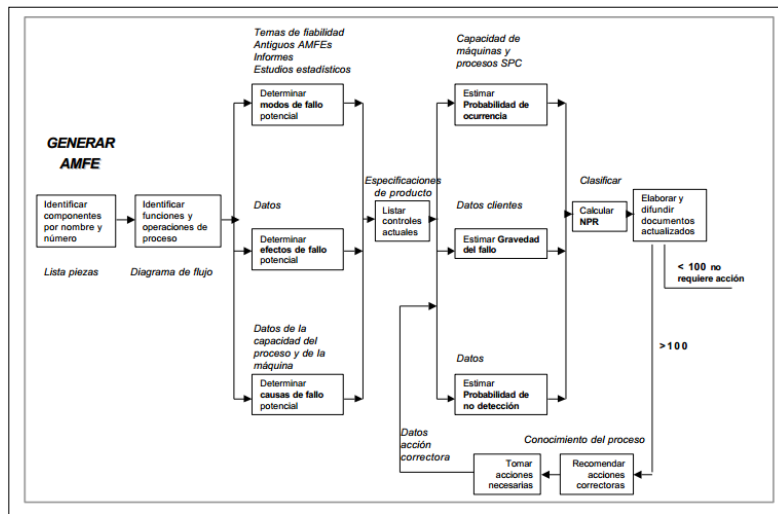 Temas de fiabilidad
Antiguos AMFEs
Informes
Estudios estadísticos
Capacidad de
máquinas y
procesos SPC
Determinar
modos de fallo
potencial
Estimar
Probabilidad de
ocurrencia
GENERAR
AMFE
Identificar
componentes
por nombre y
número
Lista piezas
Identificar
funciones y
operaciones de
proceso
Diagrama de flujo
Datos
Determinar
efectos de fallo
potencial
Especificaciones
de producto
Listar
controles
actuales
Datos clientes
Estimar Gravedad
del fallo
Clasificar
Calcular
NPR
Elaborar y
difundir
documentos
actualizados
< 100 no
requiere acción
>100
Datos de la
capacidad del
proceso y de la
máquina
Determinar
causas de fallo
potencial
Datos
Estimar
Probabilidad de
no detección
Datos
acción
correctora
Conocimiento del proceso
Tomar
acciones
necesarias
Recomendar
acciones
correctoras